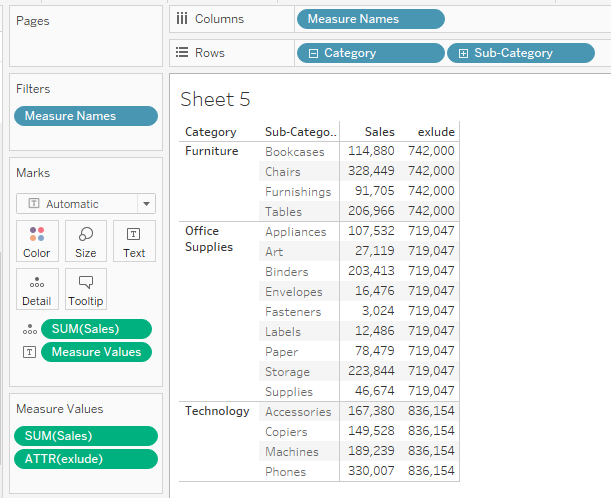 Pages
Columns
Measure Names
Rows
Category
Sub-Category
Filters
Measure Names
Marks
Automatic
Color
Size
Text
Detail
Tooltip
SUM(Sales)
Measure Values
Measure Values
SUM(Sales)
ATTR(exlude)
Sheet 5
Category Sub-Catego.. Sales exlude
Furniture Bookcases 114,880 742,000
Chairs 328,449 742,000
Furnishings 91,705 742,000
Tables 206,966 742,000
Office Supplies Appliances 107,532 719,047
Art 27,119 719,047
Binders 203,413 719,047
Envelopes 16,476 719,047
Fasteners 3,024 719,047
Labels 12,486 719,047
Paper 78,479 719,047
Storage 223,844 719,047
Supplies 46,674 719,047
Technology Accessories 167,380 836,154
Copiers 149,528 836,154
Machines 189,239 836,154
Phones 330,007 836,154